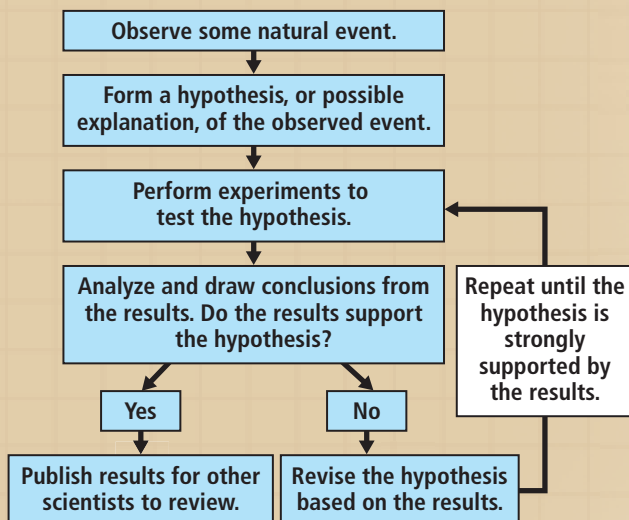 Observe some natural event.
Form a hypothesis, or possible
explanation, of the observed event.
Perform experiments to
test the hypothesis.
Analyze and draw conclusions from
the results. Do the results support
the hypothesis?
Repeat until the
hypothesis is
strongly
supported by
the results.
Yes
No
Publish results for other
scientists to review.
Revise the hypothesis
based on the results.